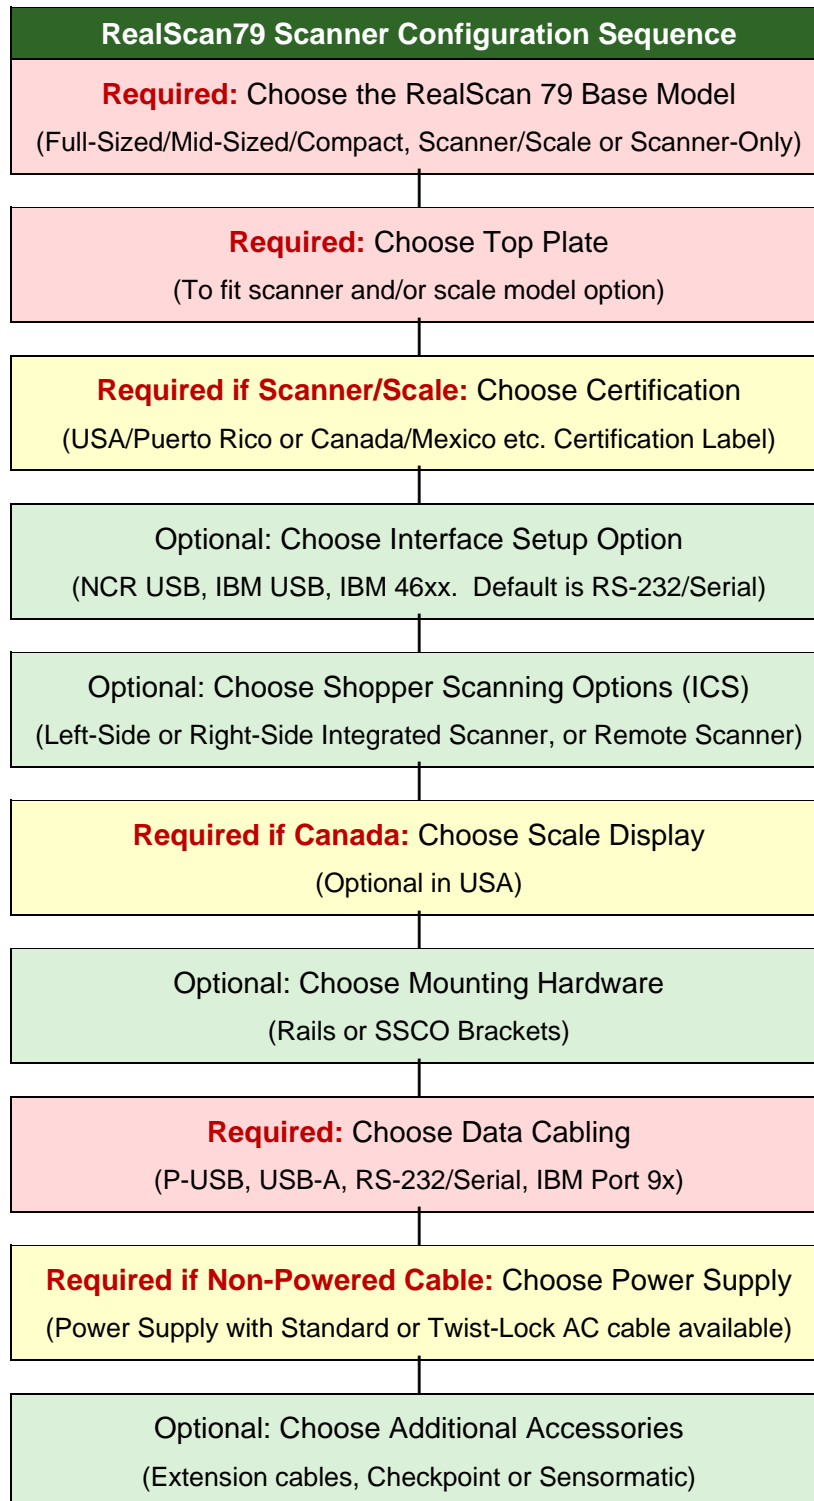 RealScan79 Scanner Configuration Sequence
Required: Choose the RealScan 79 Base Model
(Full-Sized/Mid-Sized/Compact, Scanner/Scale or Scanner-Only)
Required: Choose Top Plate
(To fit scanner and/or scale model option)
Required if Scanner/Scale: Choose Certification
(USA/Puerto Rico or Canada/Mexico etc. Certification Label)
Optional: Choose Interface Setup Option
(NCR USB, IBM USB, IBM 46xx.  Default is RS-232/Serial)
Optional: Choose Shopper Scanning Options (ICS)
(Left-Side or Right-Side Integrated Scanner, or Remote Scanner)
Required if Canada: Choose Scale Display
(Optional in USA)
Optional: Choose Mounting Hardware
(Rails or SSCO Brackets)
Required: Choose Data Cabling
(P-USB, USB-A, RS-232/Serial, IBM Port 9x)
Required if Non-Powered Cable: Choose Power Supply
(Power Supply with Standard or Twist-Lock AC cable available)
Optional: Choose Additional Accessories
(Extension cables, Checkpoint or Sensormatic)